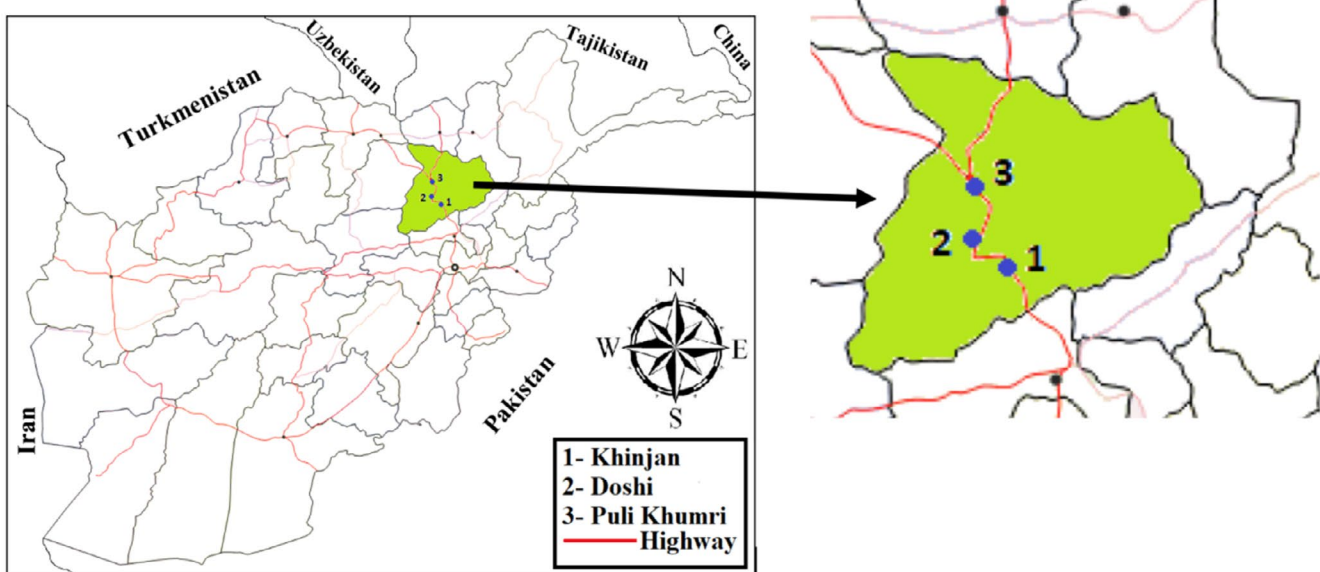 Turkmenistan
Uzbekistan
Tajikistan
China
3
2
1
N
W
E
S
Iran
Pakistan
1- Khinjan
2- Doshi
3- Puli Khumri
Highway
3
2
1